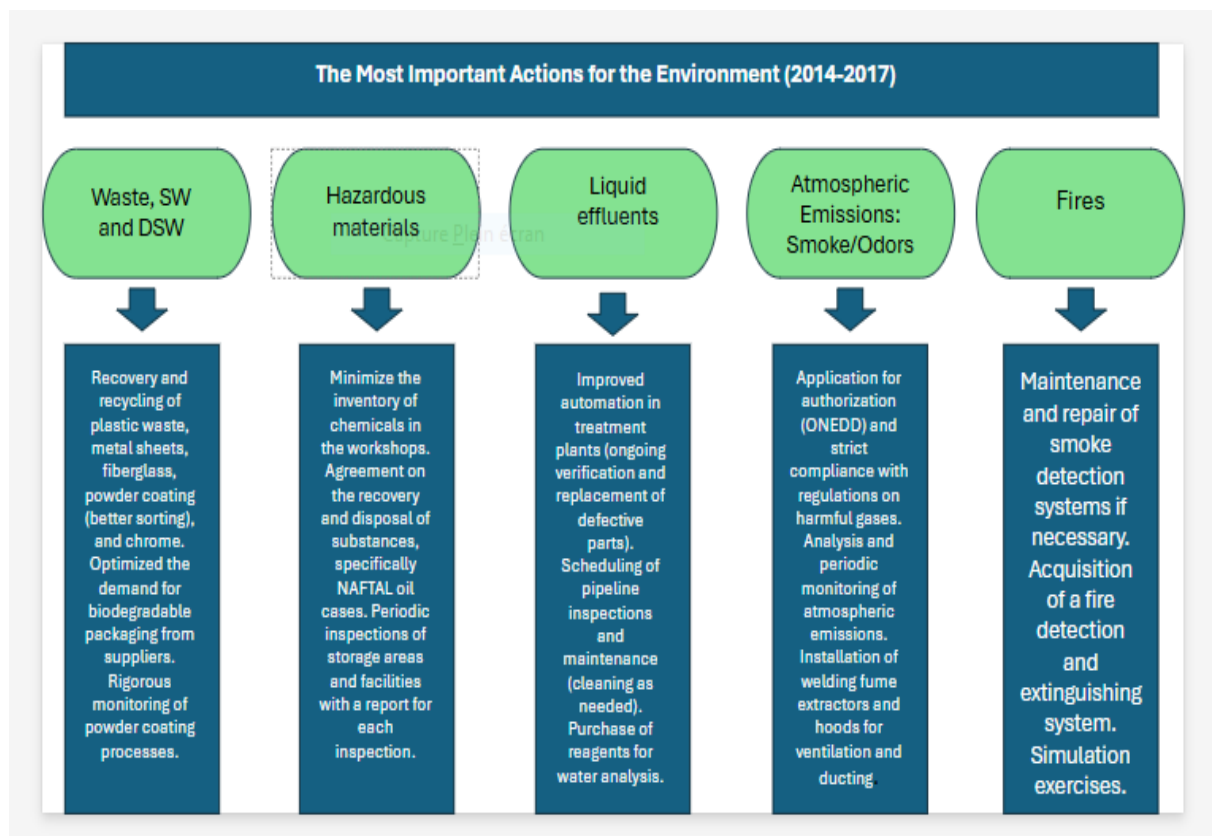 The Most Important Actions for the Environment (2014-2017)
Waste, SW
and DSW
Hazardous
materials
Capture Plein écran
Liquid
effluents
Atmospheric
Emissions:
Smoke/Odors
Fires
Recovery and
recycling of
plastic waste,
metal sheets,
fiberglass,
powder coating
(better sorting),
and chrome.
Optimized the
demand for
biodegradable
packaging from
suppliers.
Rigorous
monitoring of
powder coating
processes.
Minimize the
inventory of
chemicals in
the workshops.
Agreement on
the recovery
and disposal of
substances,
specifically
NAFTAL oil
cases. Periodic
inspections of
storage areas
and facilities
with a report for
each
inspection.
Improved
automation in
treatment
plants (ongoing
verification and
replacement of
defective
parts).
Scheduling of
pipeline
inspections
and
maintenance
(cleaning as
needed).
Purchase of
reagents for
water analysis.
Application for
authorization
(ONEDD) and
strict
compliance with
regulations on
harmful gases.
Analysis and
periodic
monitoring of
atmospheric
emissions.
Installation of
welding fume
extractors and
hoods for
ventilation and
ducting.
Maintenance
and repair of
smoke
detection
systems if
necessary.
Acquisition
of a fire
detection
and
extinguishing
system.
Simulation
exercises.